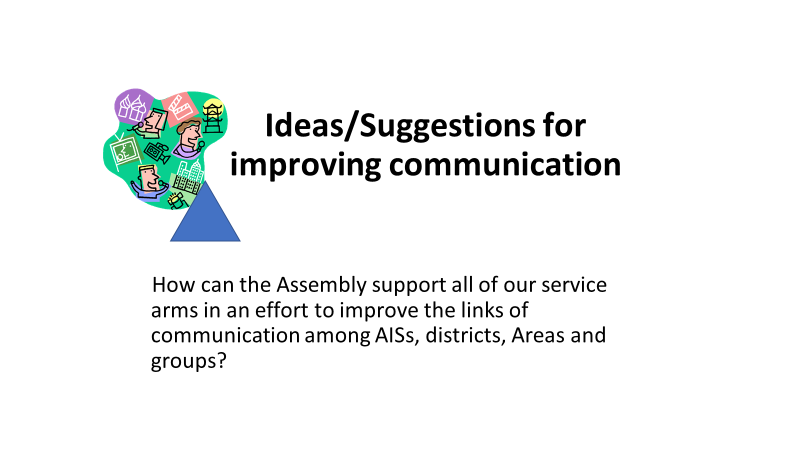 Ideas/Suggestions for
improving communication
How can the Assembly support all of our service
arms in an effort to improve the links of
communication among AISs, districts, Areas and
groups?